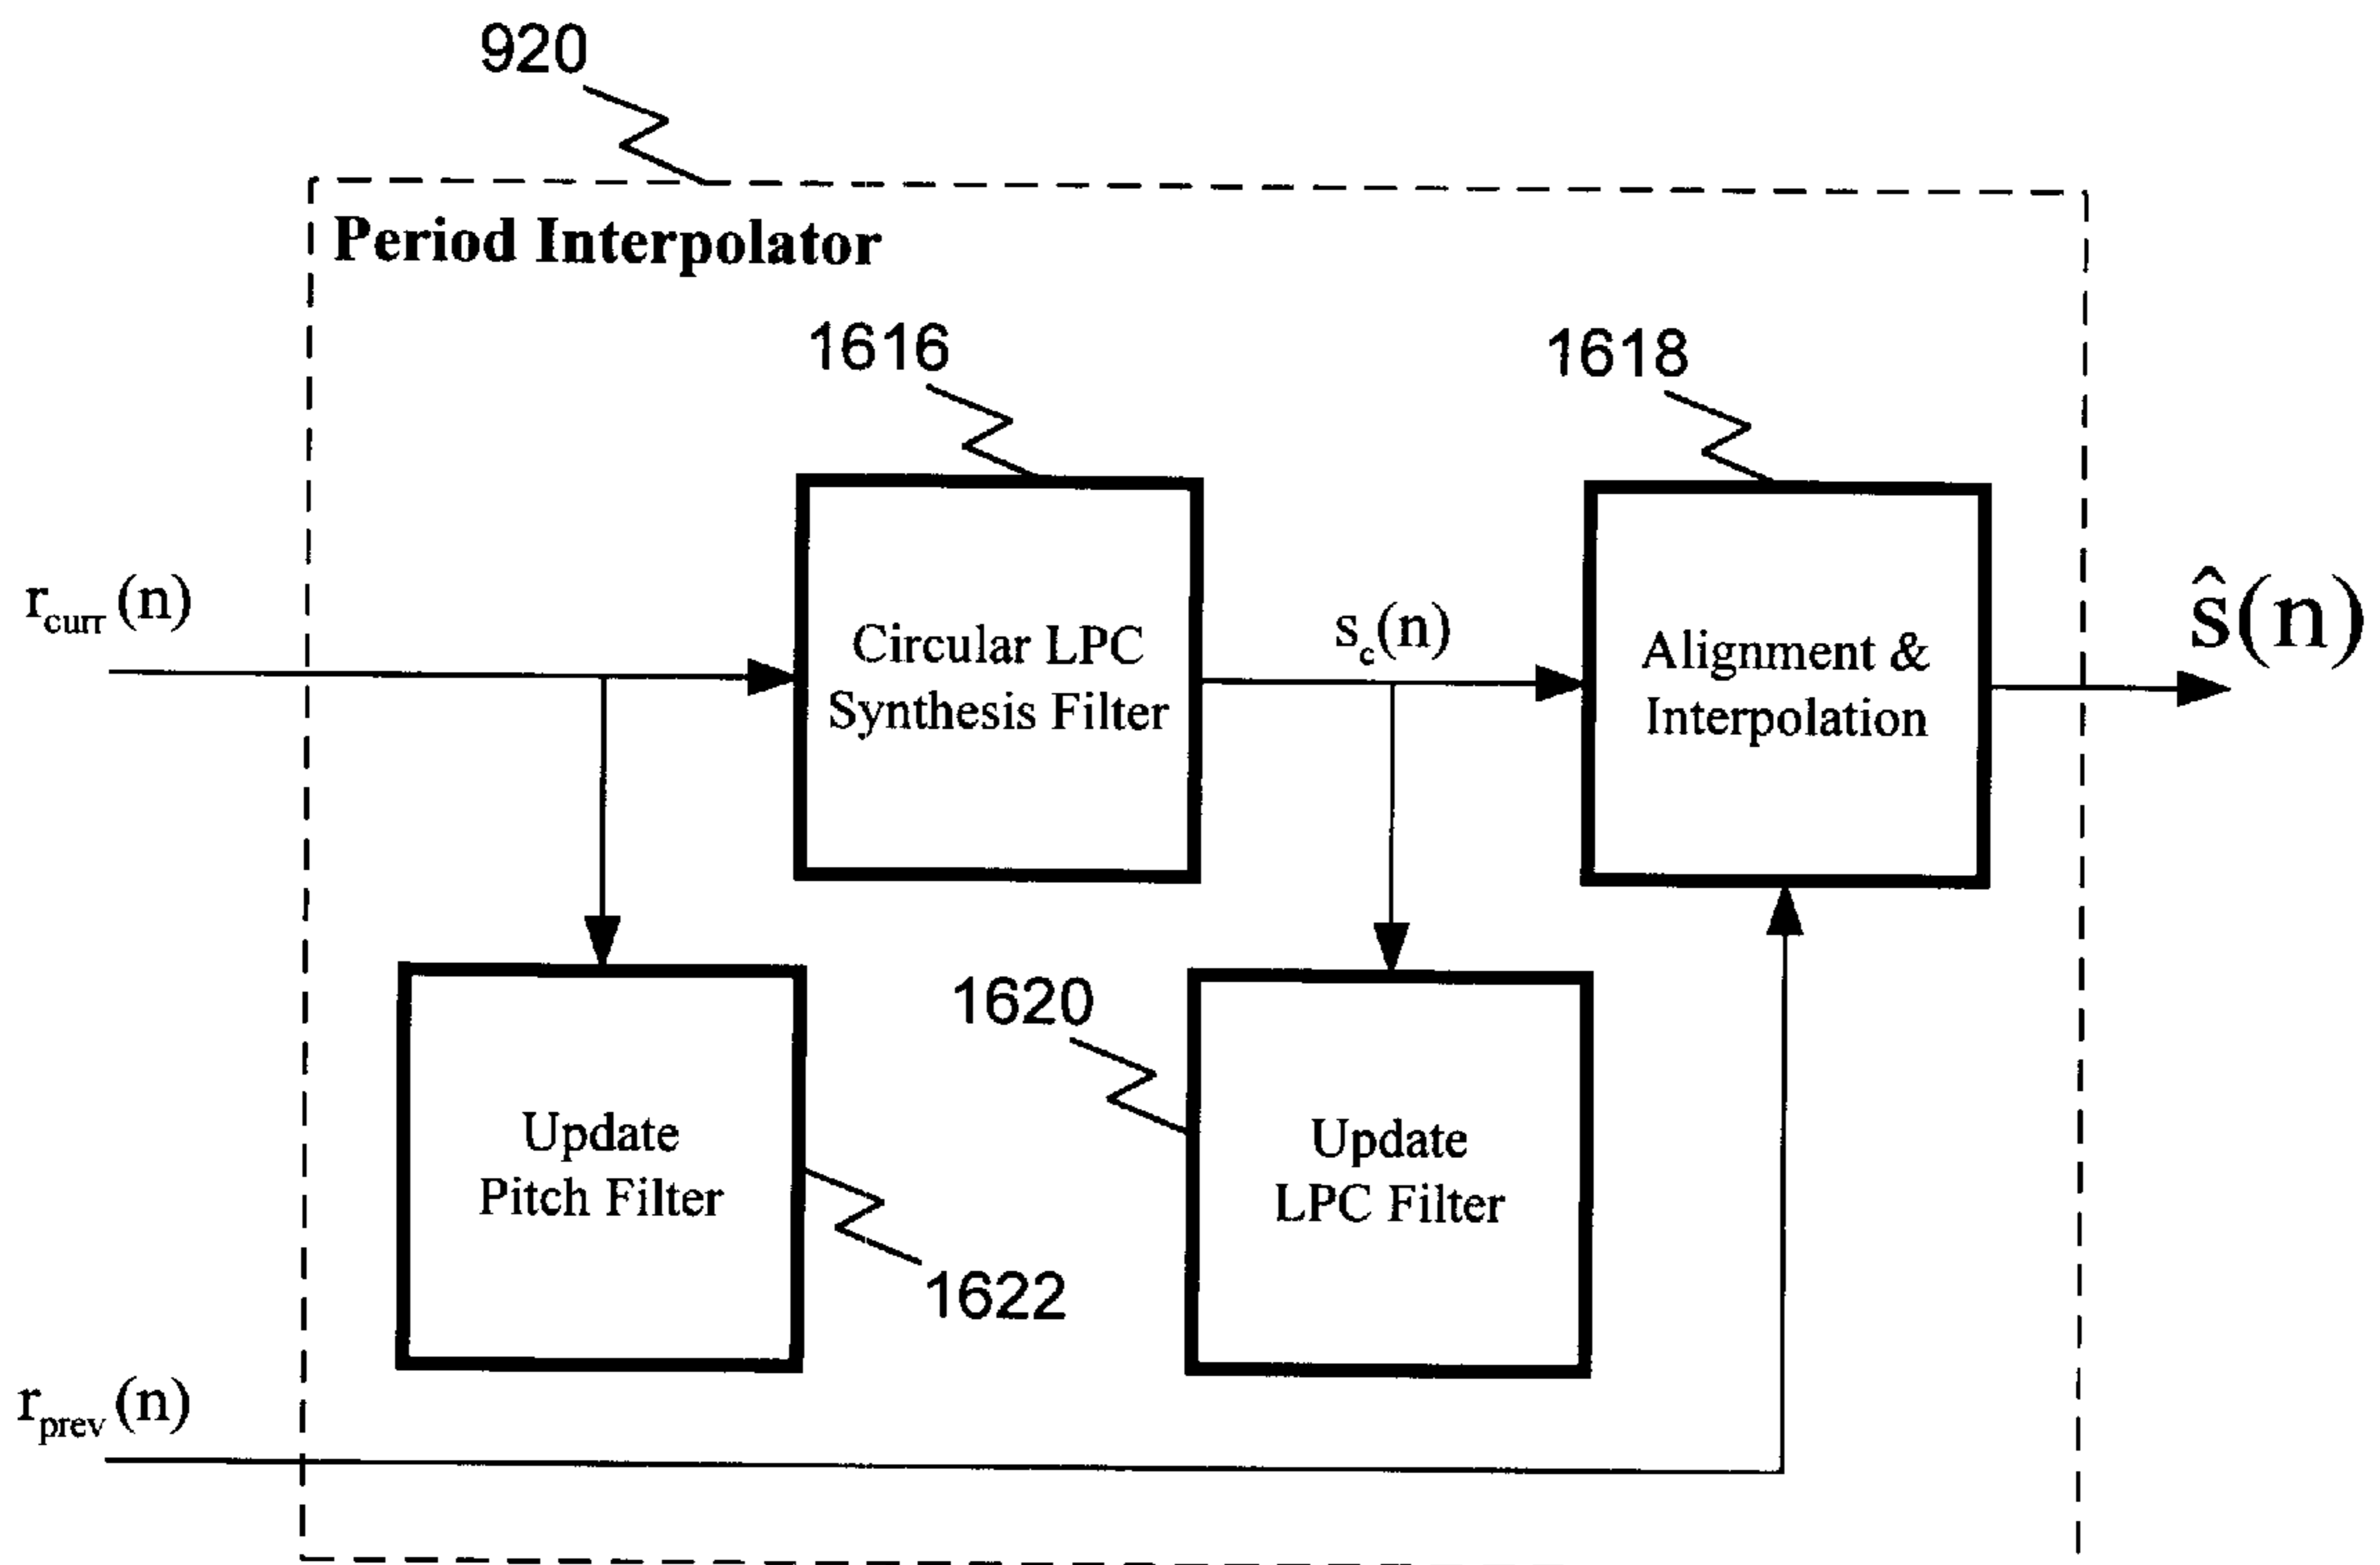 920
Period Interpolator
1616
1618
r_curr(n)
Circular LPC
Synthesis Filter
s_c(n)
Alignment &
Interpolation
ŝ(n)
1620
Update
Pitch Filter
Update
LPC Filter
1622
r_prev(n)